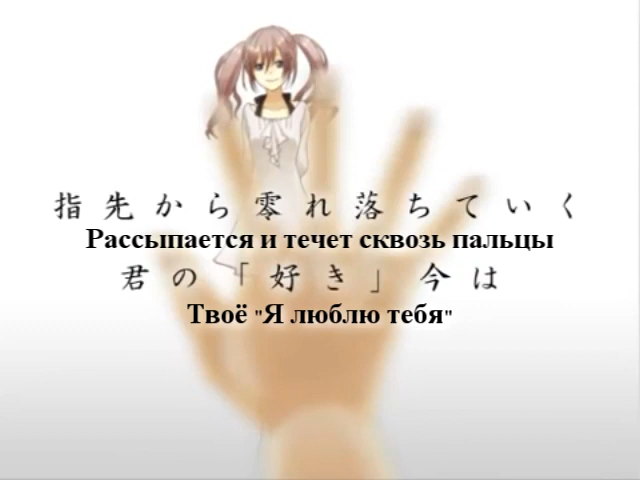 指先から零れ落ちていく
Рассыпается и течет сквозь пальцы
君の「好き」今は
Твоё "Я люблю тебя"